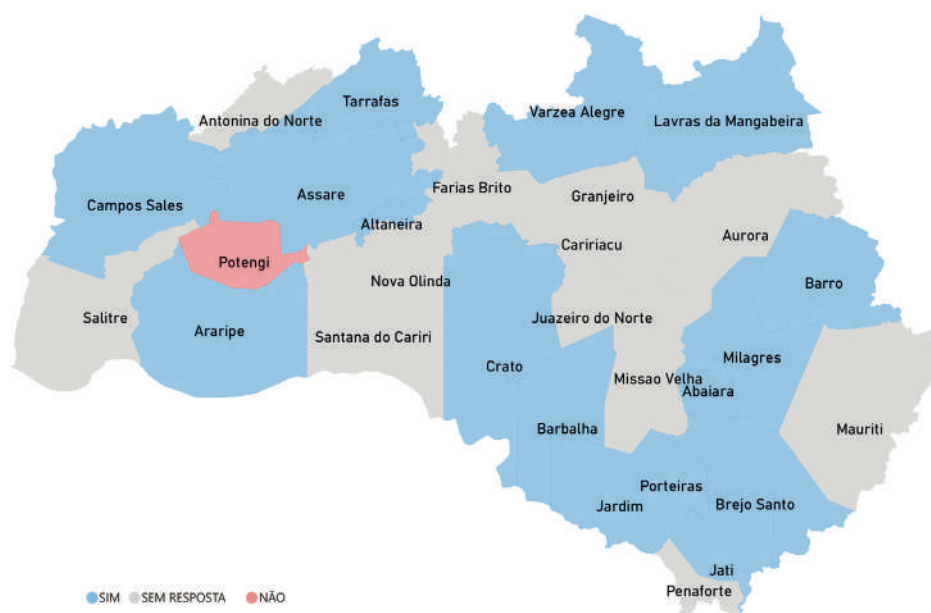 Tarrafas
Antonina do Norte
Varzea Alegre
Lavras da Mangabeira
Farias Brito
Assare
Granjeiro
Campos Sales
Altaneira
Aurora
Caririacu
Potengi
Nova Olinda
Barro
Salitre
Araripe
Santana do Cariri
Juazeiro do Norte
Crato
Missao Velha
Milagres
Abaiara
Barbalha
Mauriti
Porteiras
Jardim
Brejo Santo
Jati
Penaforte
SIM SEM RESPOSTA NÃO